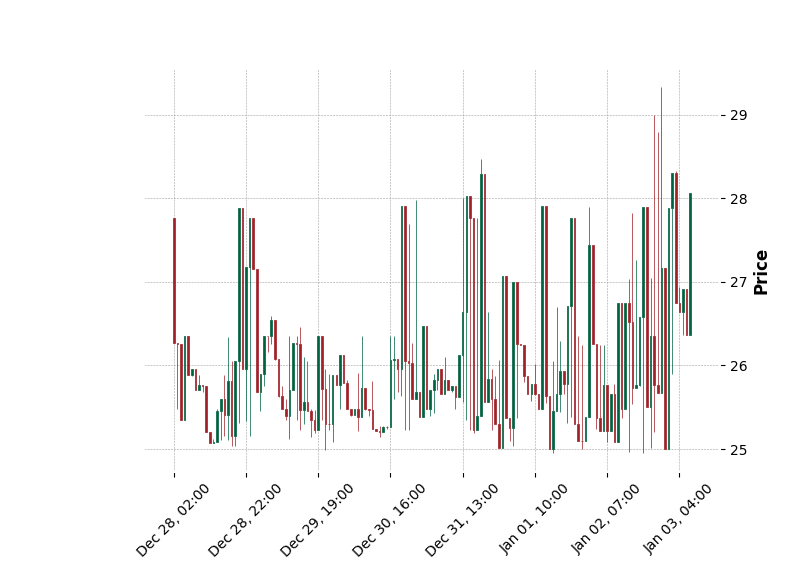 29
28
27
26
25
Price
Dec 28, 02:00
Dec 28, 22:00
Dec 29, 19:00
Dec 30, 16:00
Dec 31, 13:00
Jan 01, 10:00
Jan 02, 07:00
Jan 03, 04:00